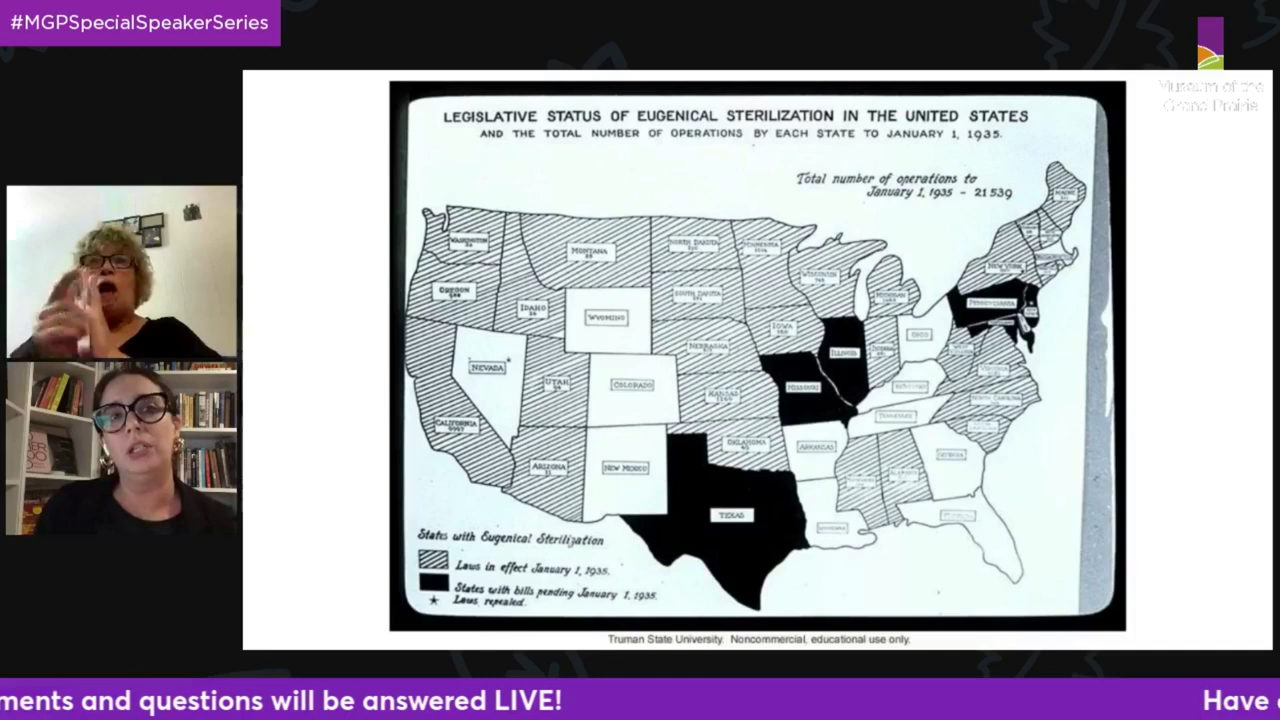 #MGPSpecialSpeakerSeries
Museum of the
Grand Prairie
LEGISLATIVE STATUS OF EUGENICAL STERILIZATION IN THE UNITED STATES
AND THE TOTAL NUMBER OF OPERATIONS BY EACH STATE TO JANUARY 1, 1935.
Total number of operations to
January 1, 1935 - 21539
MAINE
WASHINGTON
MONTANA
NORTH DAKOTA
MINNESOTA
WISCONSIN
NEW YORK
OREGON
IDAHO
SOUTH DAKOTA
MICHIGAN
PENNSYLVANIA
WYOMING
IOWA
NEBRASKA
ILLINOIS
INDIANA
OHIO
NEVADA *
UTAH
COLORADO
KANSAS
MISSOURI
KENTUCKY
VIRGINIA
NORTH CAROLINA
CALIFORNIA
TENNESSEE
OKLAHOMA
ARKANSAS
ARIZONA
NEW MEXICO
GEORGIA
TEXAS
LOUISIANA
FLORIDA
States with Eugenical Sterilization
Laws in effect January 1, 1935.
States with bills pending January 1, 1935.
★ Laws repealed.
Truman State University. Noncommercial, educational use only.
ments and questions will be answered LIVE!
Have